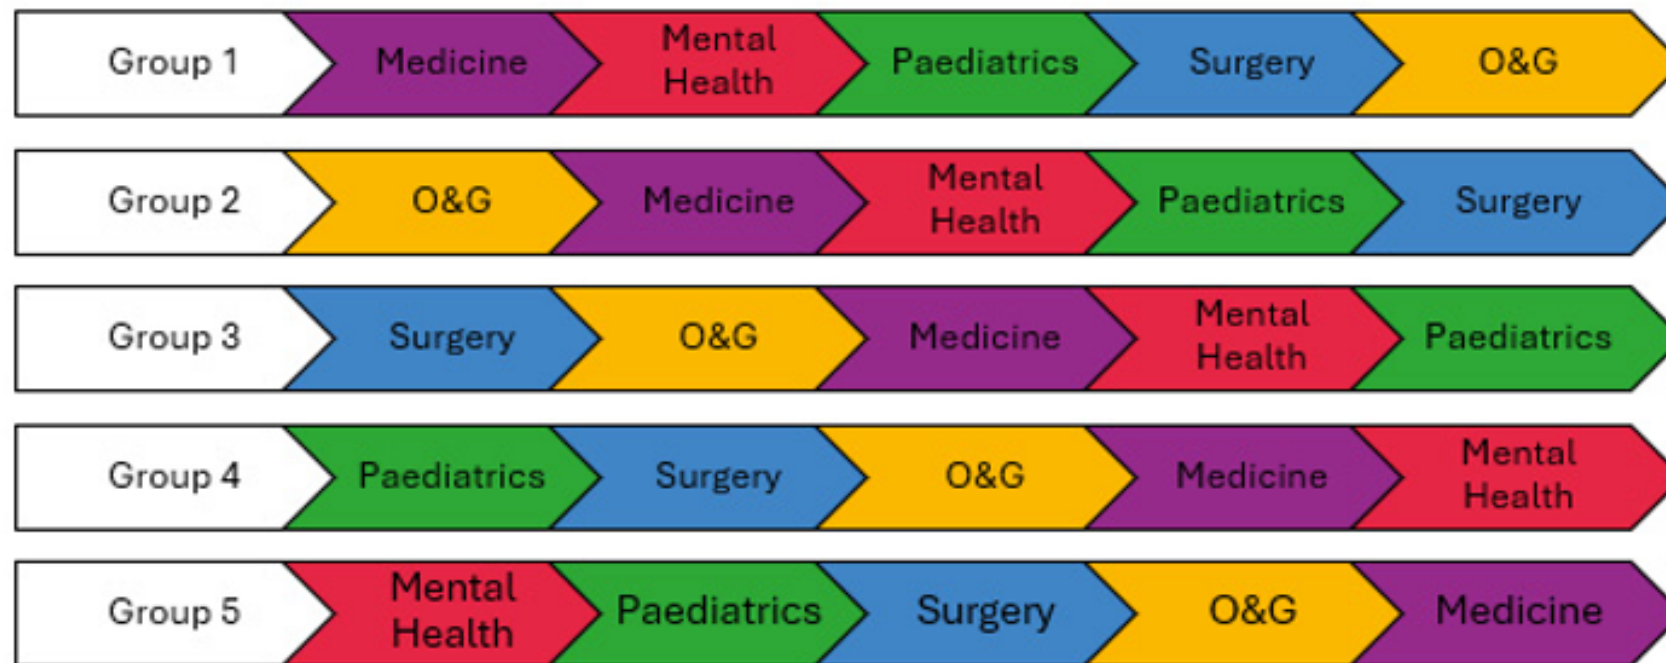 Group 1
Medicine
Mental
Health
Paediatrics
Surgery
O&G
Group 2
O&G
Medicine
Mental
Health
Paediatrics
Surgery
Group 3
Surgery
O&G
Medicine
Mental
Health
Paediatrics
Group 4
Paediatrics
Surgery
O&G
Medicine
Mental
Health
Group 5
Mental
Health
Paediatrics
Surgery
O&G
Medicine